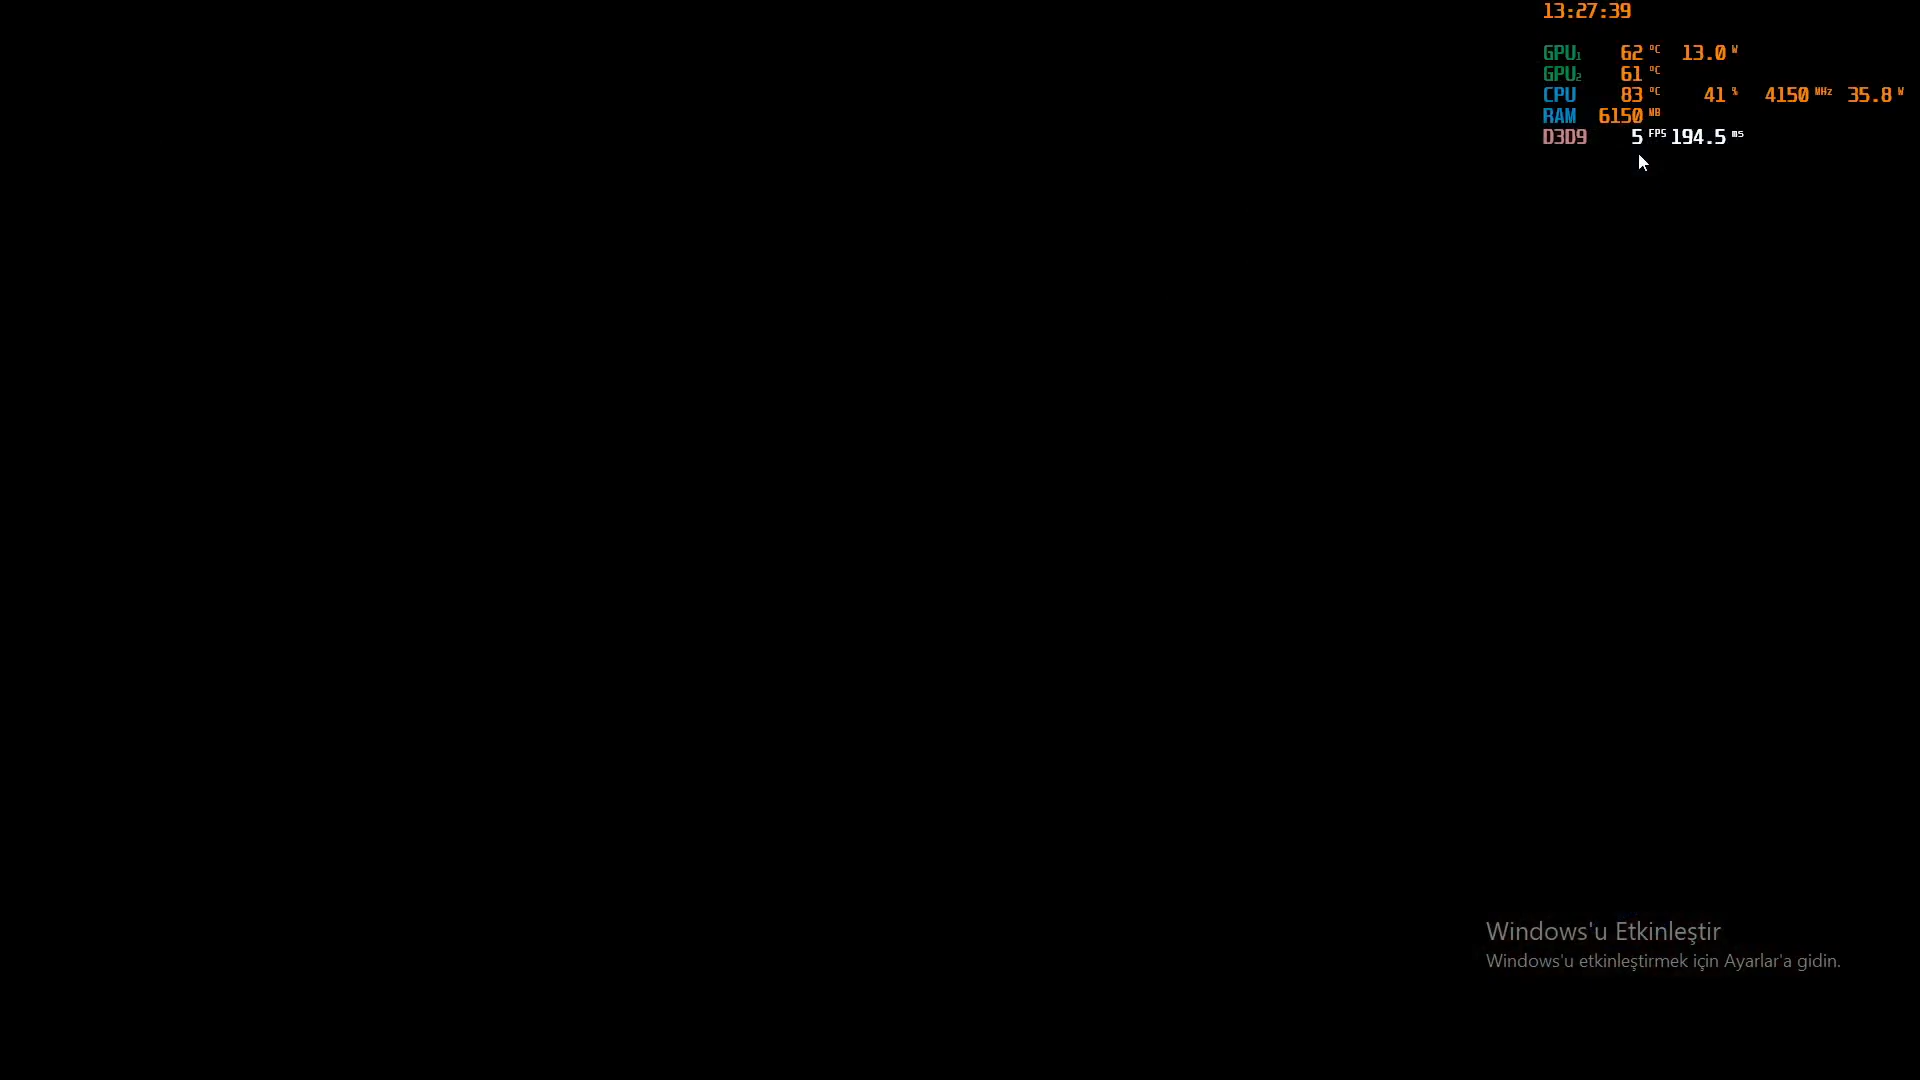 13:27:39
GPU1 62 °C 13.0 W
GPU2 61 °C
CPU 83 °C 41 % 4150 MHz 35.8 W
RAM 6150 MB
D3D9 5 FPS 194.5 ms
Windows'u Etkinleştir
Windows'u etkinleştirmek için Ayarlar'a gidin.